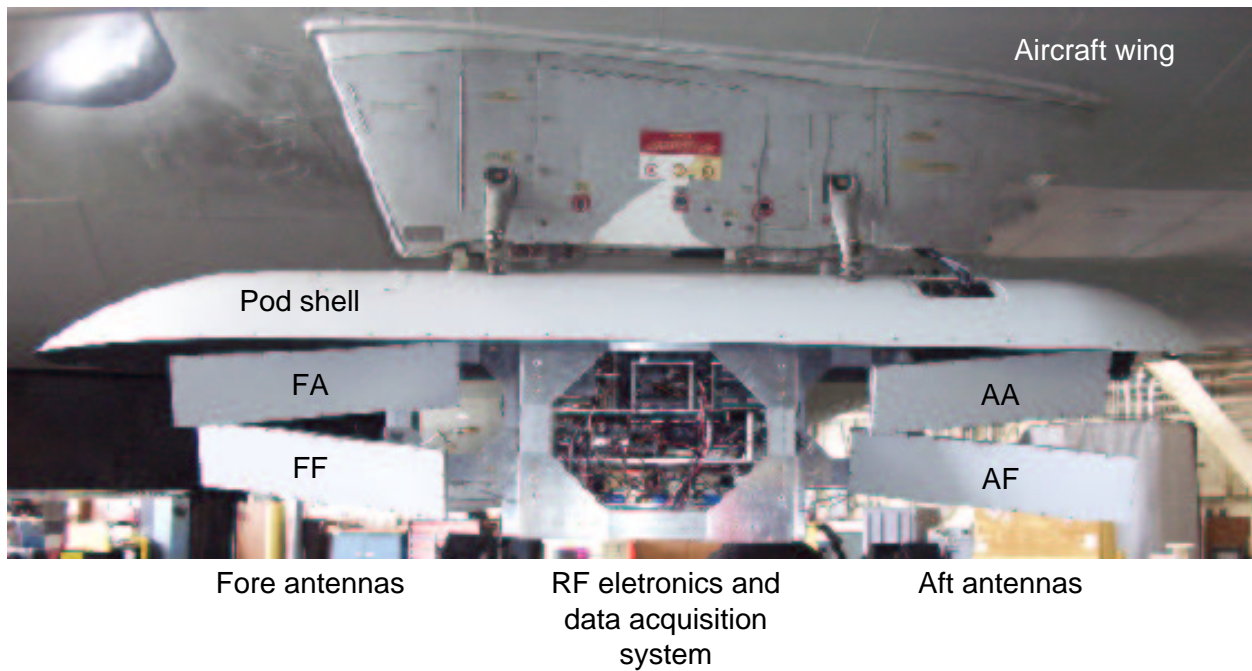 Aircraft wing
Pod shell
FA
AA
FF
AF
Fore antennas
RF eletronics and
data acquisition
system
Aft antennas